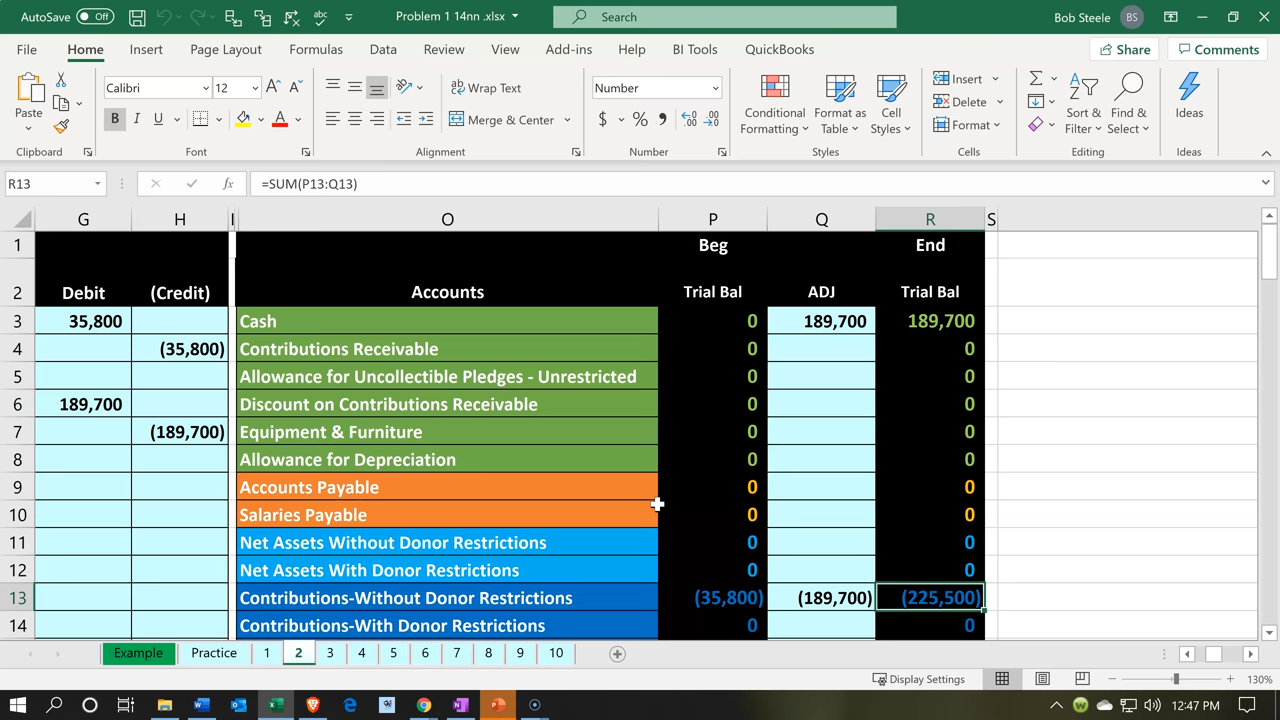 AutoSave Off Problem 1 14nn .xlsx Search Bob Steele BS
File Home Insert Page Layout Formulas Data Review View Add-ins Help BI Tools QuickBooks Share Comments
Calibri 12 Wrap Text Number Insert
Paste B I U Merge & Center $ % Conditional Formatting Format as Table Cell Styles Delete Format Sort & Filter Find & Select Ideas
Clipboard Font Alignment Number Styles Cells Editing Ideas
R13 fx =SUM(P13:Q13)
G H I O P Q R S
1 Beg End
2 Debit (Credit) Accounts Trial Bal ADJ Trial Bal
3 35,800 Cash 0 189,700 189,700
4 (35,800) Contributions Receivable 0 0
5 Allowance for Uncollectible Pledges - Unrestricted 0 0
6 189,700 Discount on Contributions Receivable 0 0
7 (189,700) Equipment & Furniture 0 0
8 Allowance for Depreciation 0 0
9 Accounts Payable 0 0
10 Salaries Payable 0 0
11 Net Assets Without Donor Restrictions 0 0
12 Net Assets With Donor Restrictions 0 0
13 Contributions-Without Donor Restrictions (35,800) (189,700) (225,500)
14 Contributions-With Donor Restrictions 0 0
Example Practice 1 2 3 4 5 6 7 8 9 10
Display Settings 130%
12:47 PM